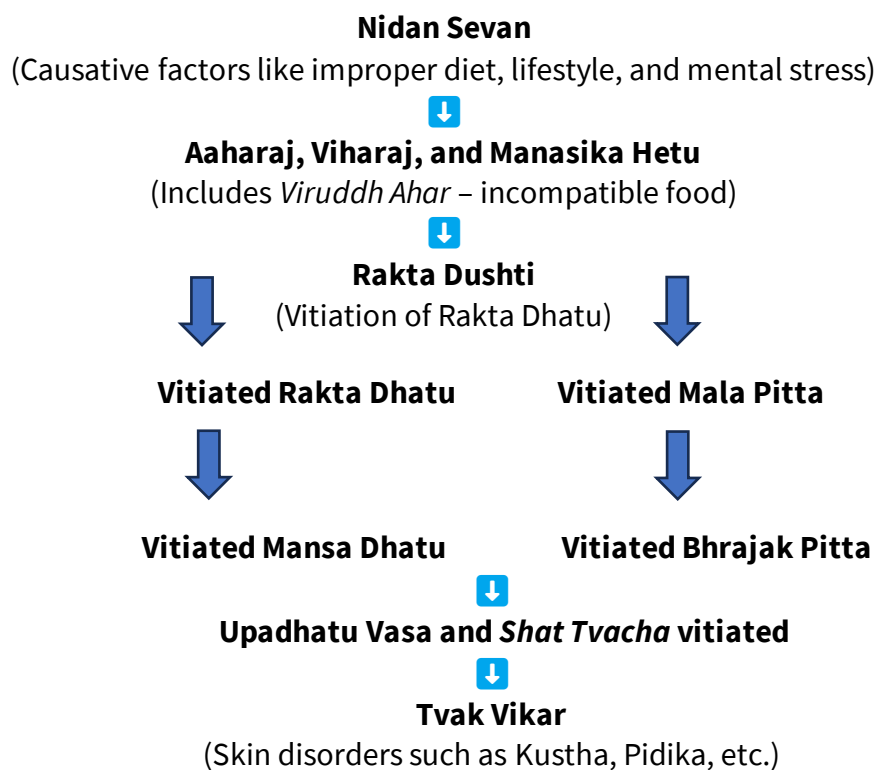 Nidan Sevan
(Causative factors like improper diet, lifestyle, and mental stress)
Aaharaj, Viharaj, and Manasika Hetu
(Includes Viruddh Ahar – incompatible food)
Rakta Dushti
(Vitiation of Rakta Dhatu)
Vitiated Rakta Dhatu Vitiated Mala Pitta
Vitiated Mansa Dhatu Vitiated Bhrajak Pitta
Upadhatu Vasa and Shat Tvacha vitiated
Tvak Vikar
(Skin disorders such as Kustha, Pidika, etc.)